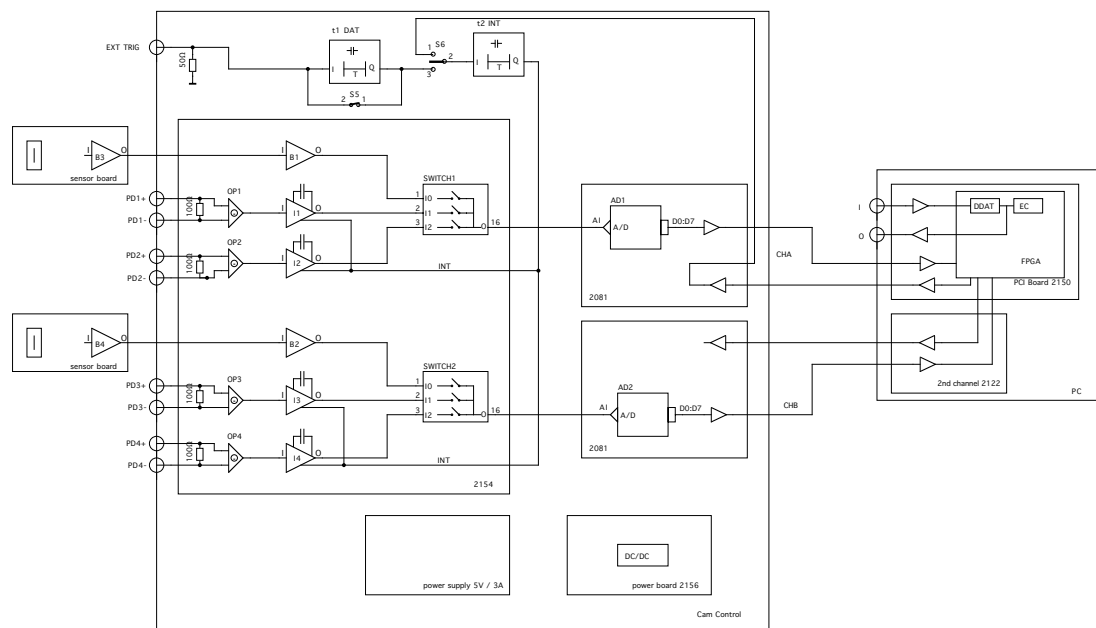 t2 INT
t1 DAT
EXT TRIG
50Ω
I
T
Q
1
S6
2
3
I
T
Q
2
S5
1
I
B3
O
sensor board
I
B1
O
SWITCH1
PD1+
PD1-
100Ω
OP1
I
I1
O
1
I0
2
I1
3
I2
O
16
PD2+
PD2-
100Ω
OP2
I
I2
O
INT
AD1
AI
A/D
D0:D7
2081
CHA
I
O
DDAT
EC
FPGA
PCI Board 2150
I
B4
O
sensor board
I
B2
O
SWITCH2
PD3+
PD3-
100Ω
OP3
I
I3
O
1
I0
2
I1
3
I2
O
16
PD4+
PD4-
100Ω
OP4
I
I4
O
INT
2154
AD2
AI
A/D
D0:D7
2081
CHB
2nd channel 2122
PC
power supply 5V / 3A
DC/DC
power board 2156
Cam Control